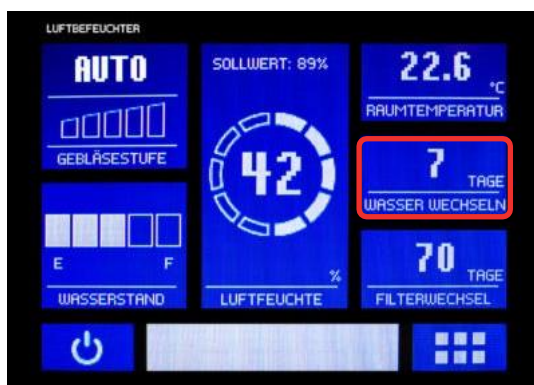 LUFTBEFEUCHTER
AUTO
GEBLÄSESTUFE
E F
WASSERSTAND
SOLLWERT: 89%
42
%
LUFTFEUCHTE
22.6 °C
RAUMTEMPERATUR
7 TAGE
WASSER WECHSELN
70 TAGE
FILTERWECHSEL